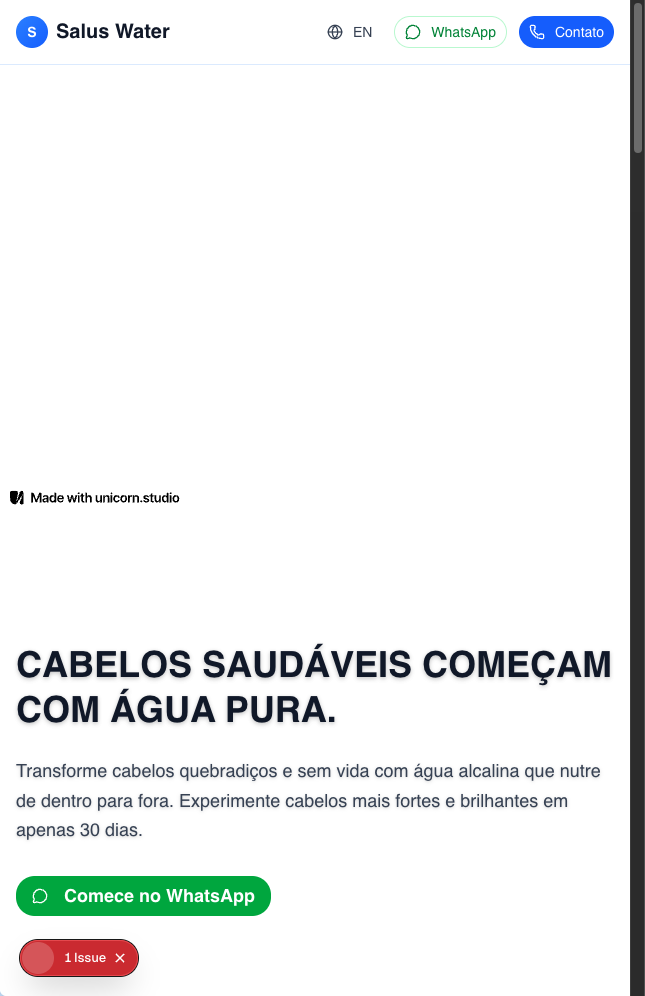 S Salus Water EN WhatsApp Contato
Made with unicorn.studio
CABELOS SAUDÁVEIS COMEÇAM
COM ÁGUA PURA.
Transforme cabelos quebradiços e sem vida com água alcalina que nutre
de dentro para fora. Experimente cabelos mais fortes e brilhantes em
apenas 30 dias.
Comece no WhatsApp
1 Issue